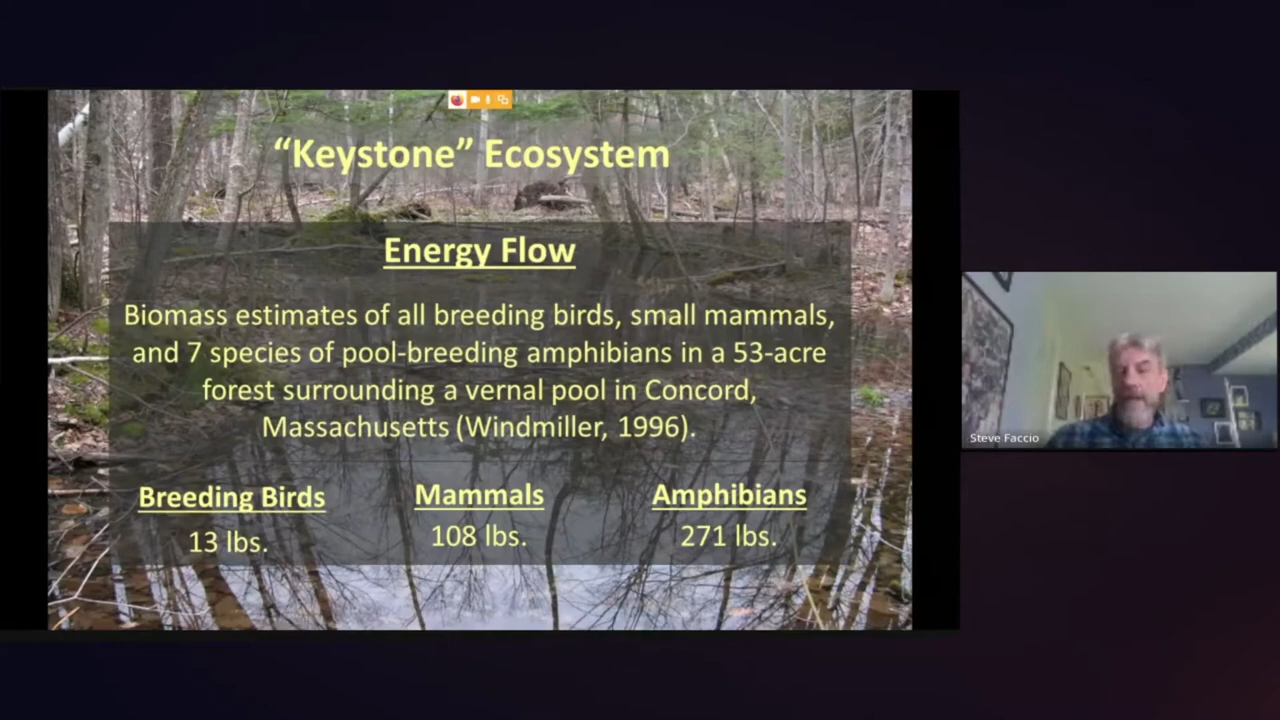 “Keystone” Ecosystem
Energy Flow
Biomass estimates of all breeding birds, small mammals,
and 7 species of pool-breeding amphibians in a 53-acre
forest surrounding a vernal pool in Concord,
Massachusetts (Windmiller, 1996).
Breeding Birds
13 lbs.
Mammals
108 lbs.
Amphibians
271 lbs.
Steve Faccio